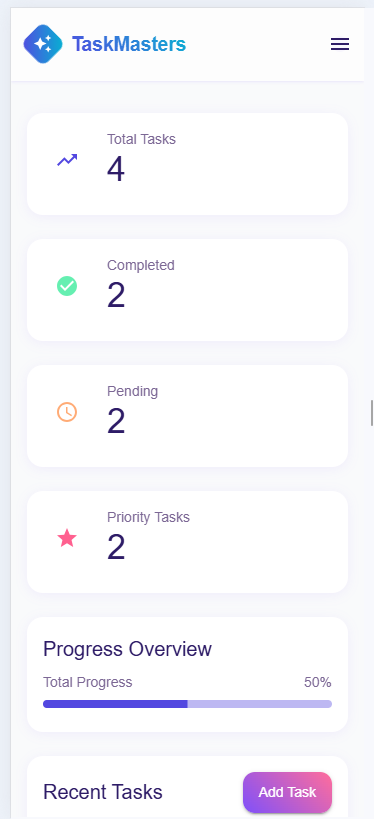 TaskMasters
Total Tasks
4
Completed
2
Pending
2
Priority Tasks
2
Progress Overview
Total Progress 50%
Recent Tasks Add Task